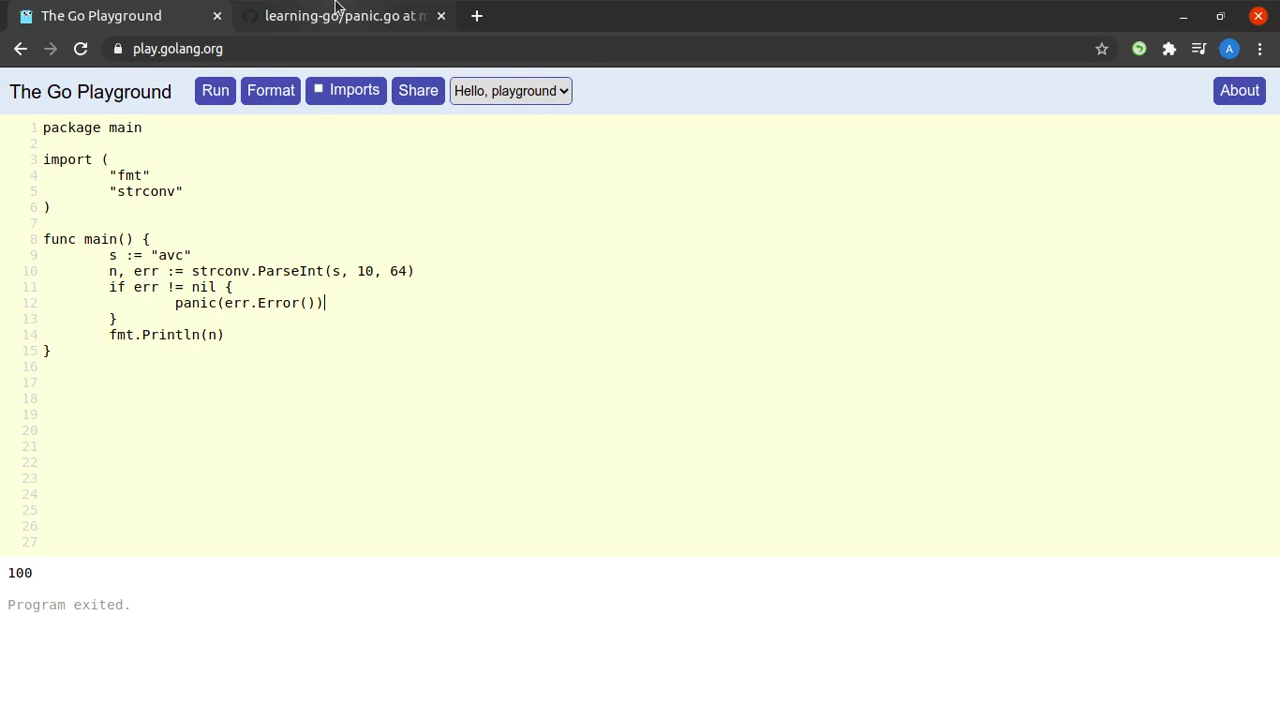 The Go Playground
learning-go/panic.go at m
play.golang.org
A
The Go Playground Run Format Imports Share Hello, playground About
1 package main
2
3 import (
4 "fmt"
5 "strconv"
6 )
7
8 func main() {
9 s := "avc"
10 n, err := strconv.ParseInt(s, 10, 64)
11 if err != nil {
12 panic(err.Error())
13 }
14 fmt.Println(n)
15 }
16
17
18
19
20
21
22
23
24
25
26
27
100
Program exited.